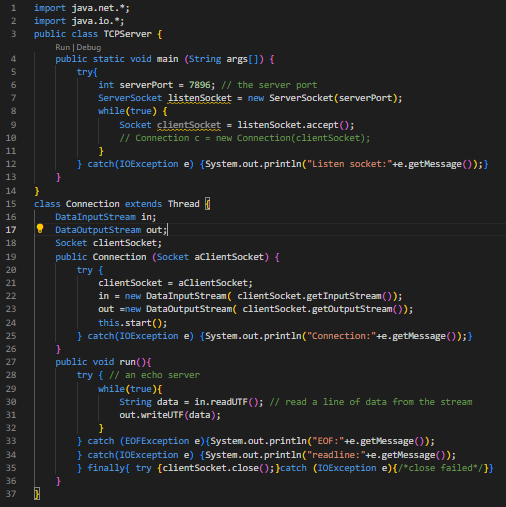 1 import java.net.*;
2 import java.io.*;
3 public class TCPServer {
Run | Debug
4 public static void main (String args[]) {
5 try{
6 int serverPort = 7896; // the server port
7 ServerSocket listenSocket = new ServerSocket(serverPort);
8 while(true) {
9 Socket clientSocket = listenSocket.accept();
10 // Connection c = new Connection(clientSocket);
11 }
12 } catch(IOException e) {System.out.println("Listen socket:"+e.getMessage());}
13 }
14 }
15 class Connection extends Thread {
16 DataInputStream in;
17 DataOutputStream out;
18 Socket clientSocket;
19 public Connection (Socket aClientSocket) {
20 try {
21 clientSocket = aClientSocket;
22 in = new DataInputStream( clientSocket.getInputStream());
23 out =new DataOutputStream( clientSocket.getOutputStream());
24 this.start();
25 } catch(IOException e) {System.out.println("Connection:"+e.getMessage());}
26 }
27 public void run(){
28 try { // an echo server
29 while(true){
30 String data = in.readUTF(); // read a line of data from the stream
31 out.writeUTF(data);
32 }
33 } catch (EOFException e){System.out.println("EOF:"+e.getMessage());
34 } catch(IOException e) {System.out.println("readline:"+e.getMessage());
35 } finally{ try {clientSocket.close();}catch (IOException e){/*close failed*/}}
36 }
37 }